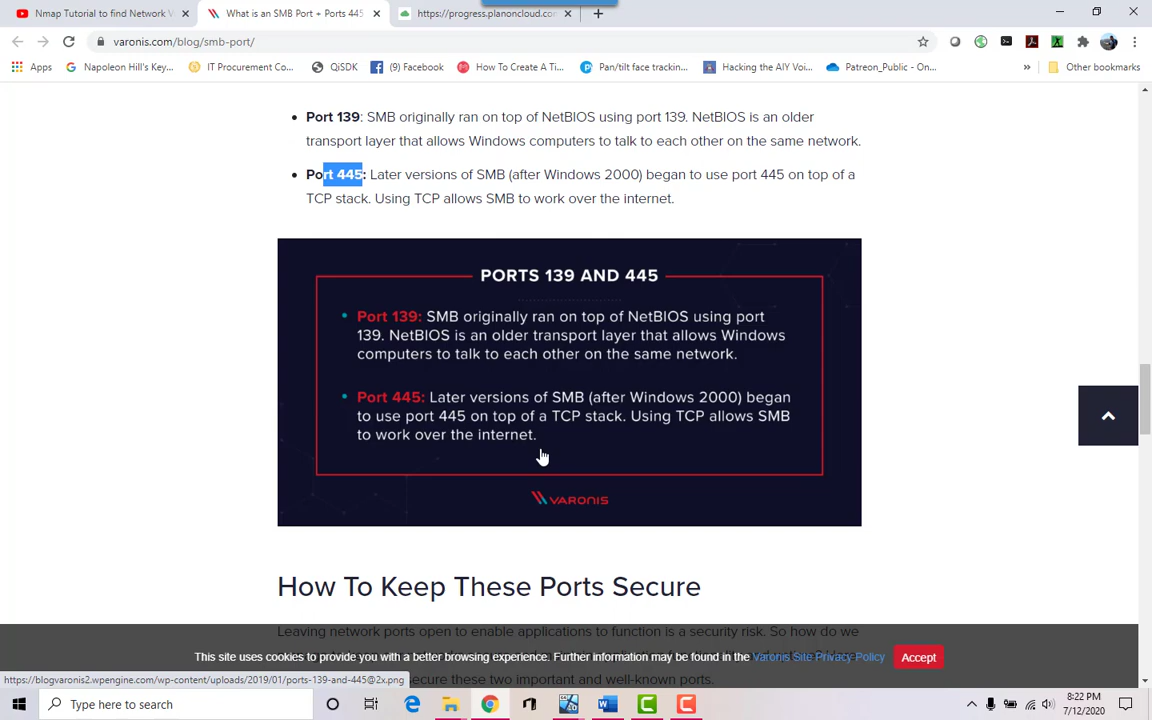 Nmap Tutorial to find Network V
What is an SMB Port + Ports 445
https://progress.planoncloud.con
varonis.com/blog/smb-port/
Apps
Napoleon Hill's Key...
IT Procurement Co...
QiSDK
(9) Facebook
How To Create A Ti...
Pan/tilt face trackin...
Hacking the AIY Voi...
Patreon_Public - On...
»
Other bookmarks
• Port 139: SMB originally ran on top of NetBIOS using port 139. NetBIOS is an older
transport layer that allows Windows computers to talk to each other on the same network.
• Port 445: Later versions of SMB (after Windows 2000) began to use port 445 on top of a
TCP stack. Using TCP allows SMB to work over the internet.
PORTS 139 AND 445
• Port 139: SMB originally ran on top of NetBIOS using port
139. NetBIOS is an older transport layer that allows Windows
computers to talk to each other on the same network.
• Port 445: Later versions of SMB (after Windows 2000) began
to use port 445 on top of a TCP stack. Using TCP allows SMB
to work over the internet.
VARONIS
How To Keep These Ports Secure
Leaving network ports open to enable applications to function is a security risk. So how do we
This site uses cookies to provide you with a better browsing experience. Further information may be found in the Varonis Site Privacy Policy
Accept
https://blogvaronis2.wpengine.com/wp-content/uploads/2019/01/ports-139-and-445@2x.png
secure these two important and well-known ports.
Type here to search
8:22 PM
7/12/2020